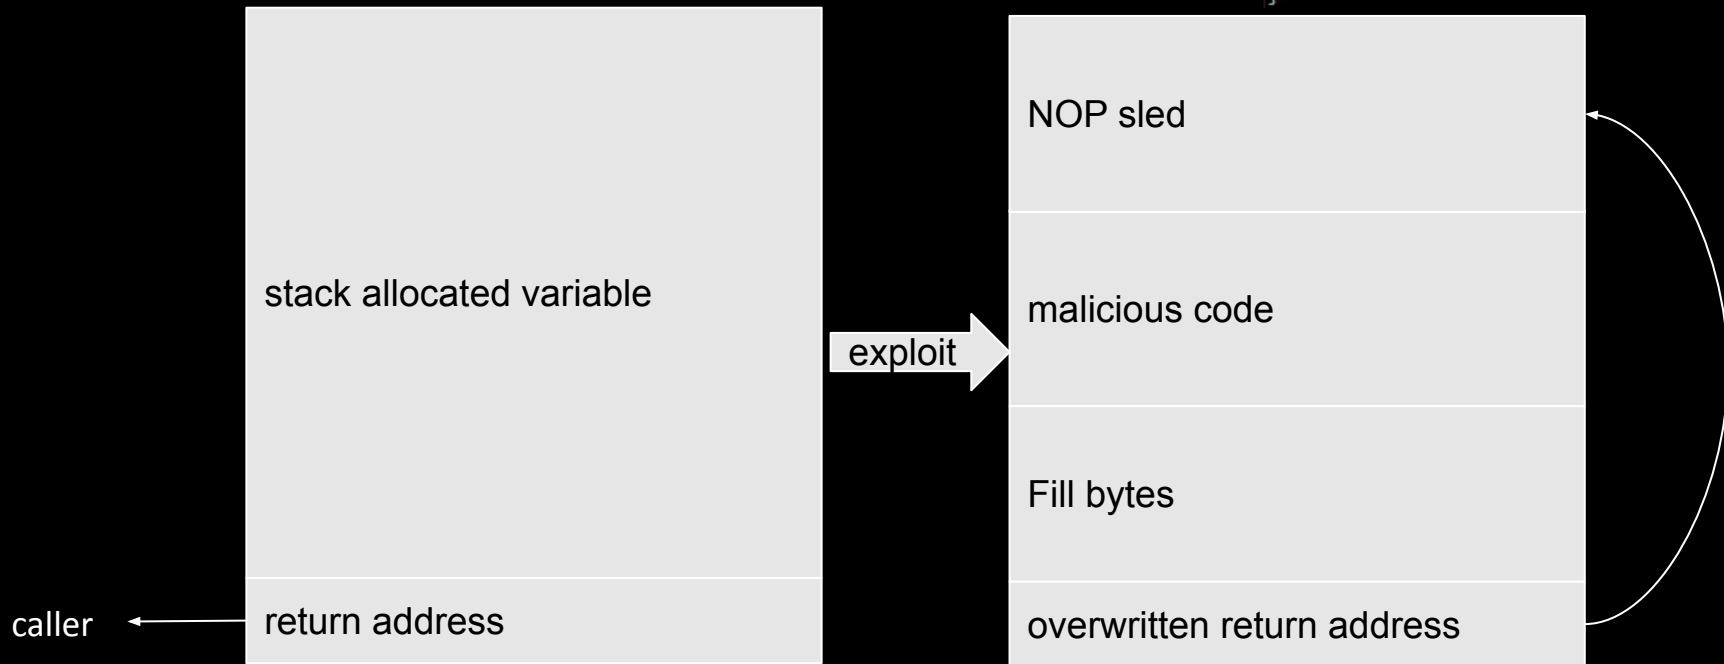 stack allocated variable
return address
caller
exploit
NOP sled
malicious code
Fill bytes
overwritten return address